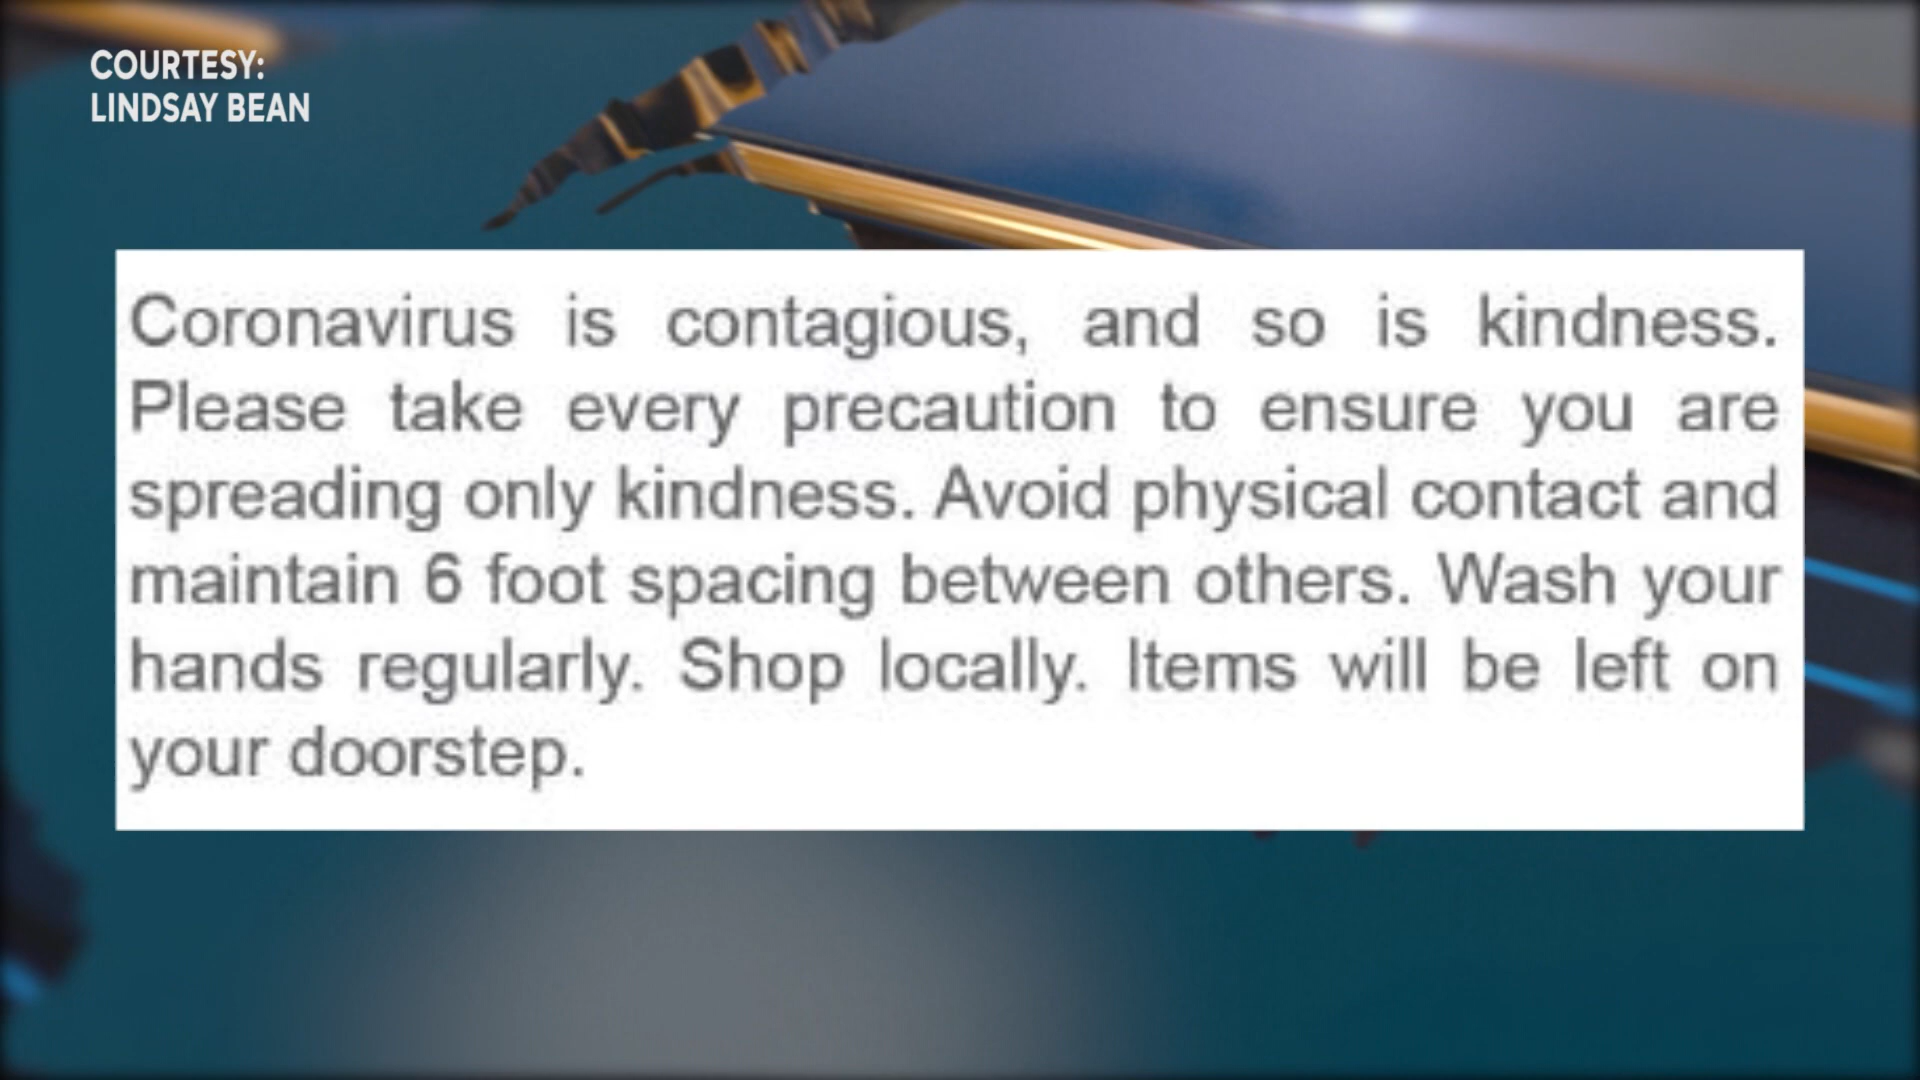 COURTESY:
LINDSAY BEAN
Coronavirus is contagious, and so is kindness.
Please take every precaution to ensure you are
spreading only kindness. Avoid physical contact and
maintain 6 foot spacing between others. Wash your
hands regularly. Shop locally. Items will be left on
your doorstep.